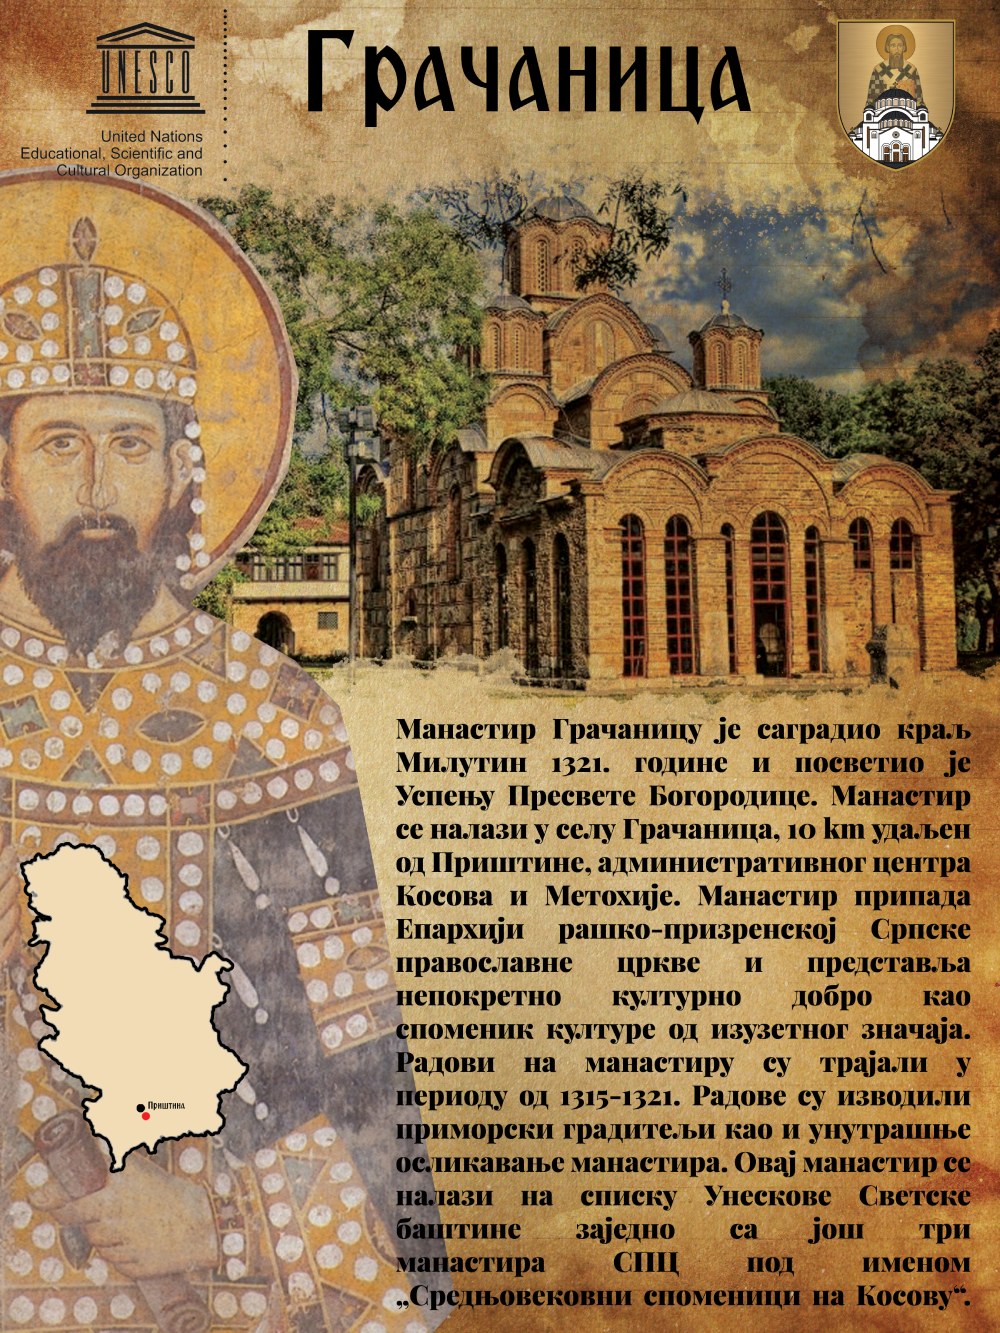 UNESCO
United Nations
Educational, Scientific and
Cultural Organization
Грачаница
Манастир Грачаницу је саградио краљ
Милутин 1321. године и посветио је
Успењу Пресвете Богородице. Манастир
се налази у селу Грачаница, 10 km удаљен
од Приштине, административног центра
Косова и Метохије. Манастир припада
Епархији рашко-призренској Српске
православне цркве и представља
непокретно културно добро као
споменик културе од изузетног значаја.
Радови на манастиру су трајали у
периоду од 1315-1321. Радове су изводили
приморски градитељи као и унутрашње
осликавање манастира. Овај манастир се
налази на списку Унескове Светске
баштине заједно са још три
манастира СПЦ под именом
„Средњовековни споменици на Косову“.
Приштина